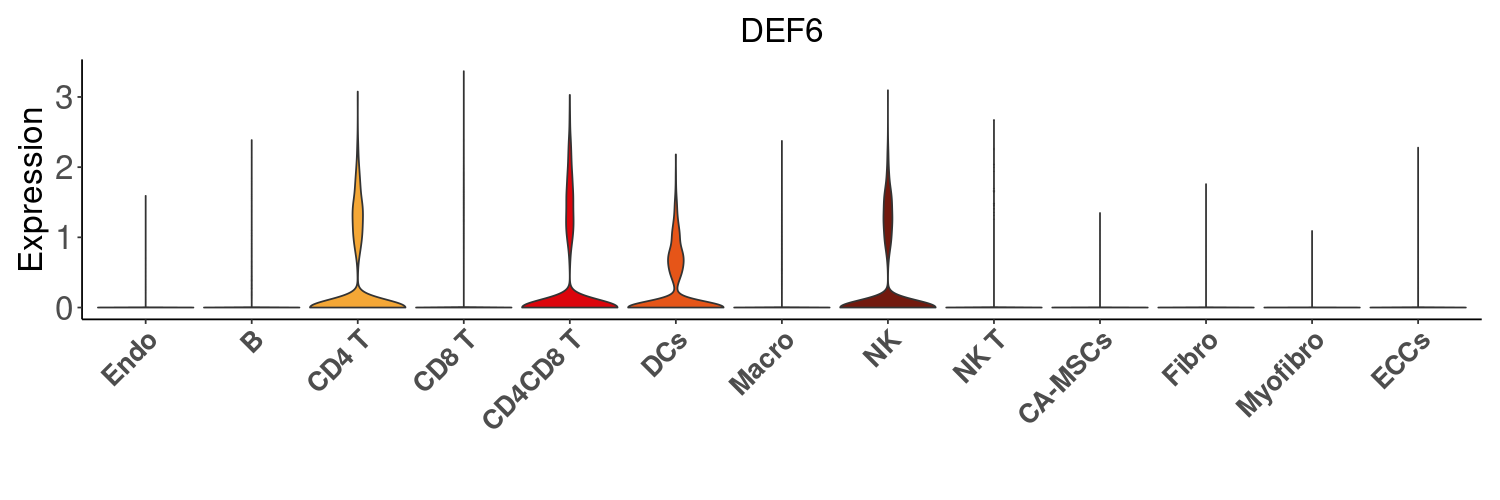 DEF6
Expression
3
2
1
0
Endo
B
CD4 T
CD8 T
CD4CD8 T
DCs
Macro
NK
NK T
CA-MSCs
Fibro
Myofibro
ECCs